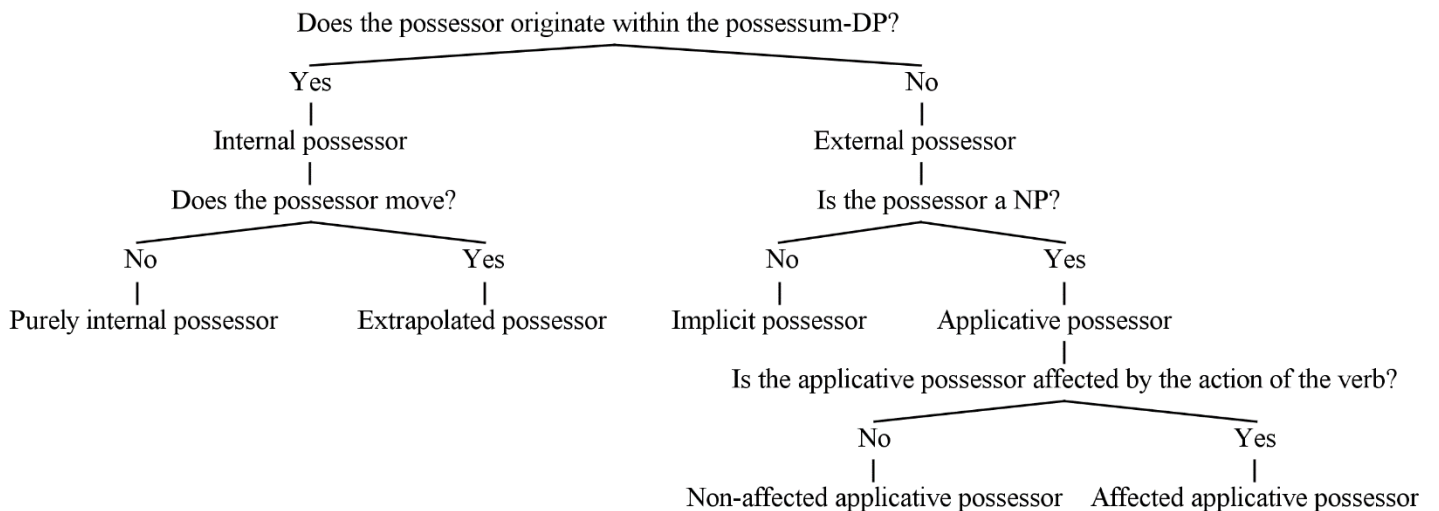 Does the possessor originate within the possessum-DP?
Yes No
Internal possessor External possessor
Does the possessor move? Is the possessor a NP?
No Yes No Yes
Purely internal possessor Extrapolated possessor Implicit possessor Applicative possessor
Is the applicative possessor affected by the action of the verb?
No Yes
Non-affected applicative possessor Affected applicative possessor